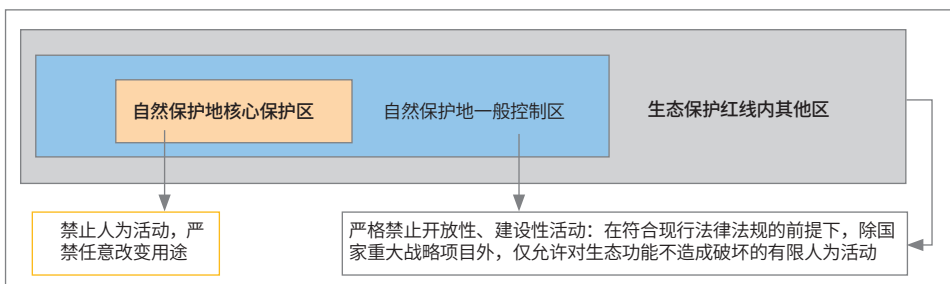 自然保护地核心保护区
自然保护地一般控制区
生态保护红线内其他区
禁止人为活动，严
禁任意改变用途
严格禁止开放性、建设性活动：在符合现行法律法规的前提下，除国
家重大战略项目外，仅允许对生态功能不造成破坏的有限人为活动